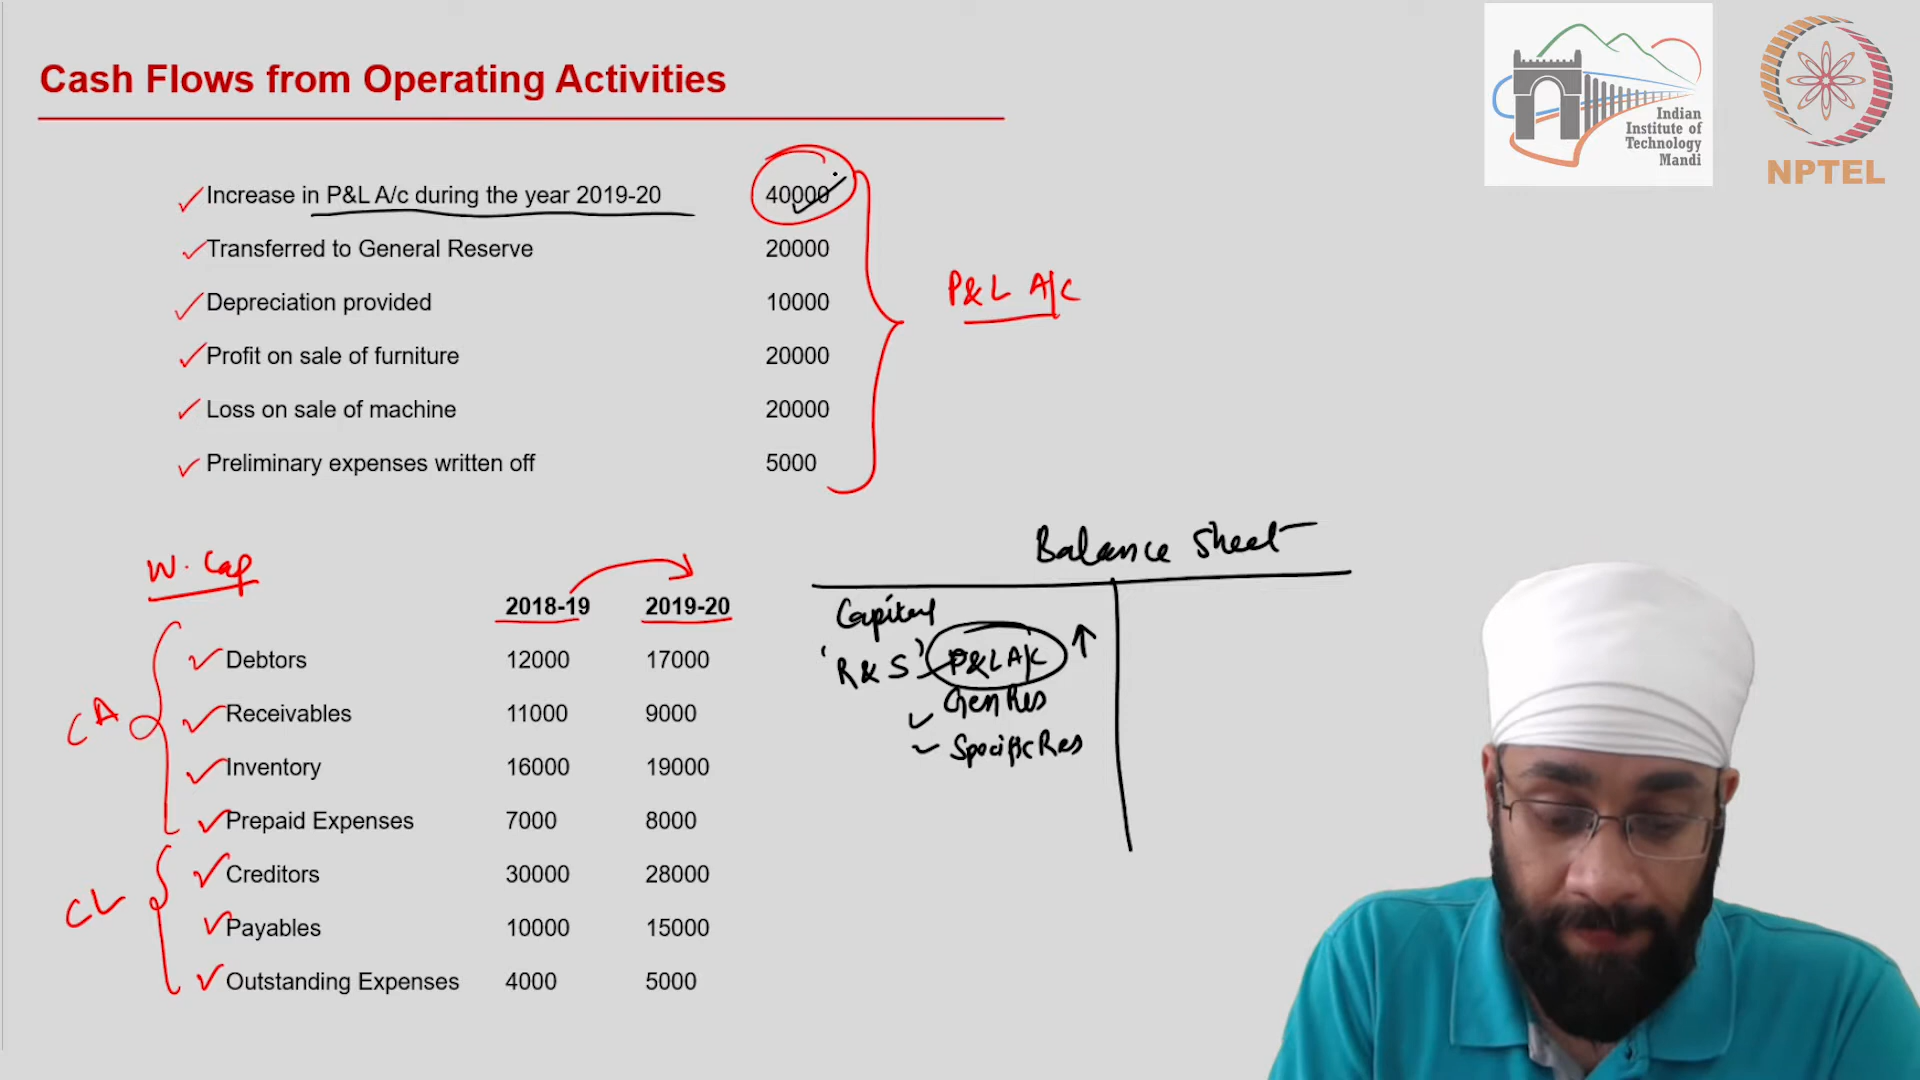 Cash Flows from Operating Activities
Indian
Institute of
Technology
Mandi
NPTEL
Increase in P&L A/c during the year 2019-20 40000
Transferred to General Reserve 20000
Depreciation provided 10000
Profit on sale of furniture 20000
Loss on sale of machine 20000
Preliminary expenses written off 5000
P&L A/c
W. Cap
2018-19 2019-20
CA
Debtors 12000 17000
Receivables 11000 9000
Inventory 16000 19000
Prepaid Expenses 7000 8000
CL
Creditors 30000 28000
Payables 10000 15000
Outstanding Expenses 4000 5000
Balance Sheet
Capital
'R & S' P&L A/c
Gen Res
Specific Res